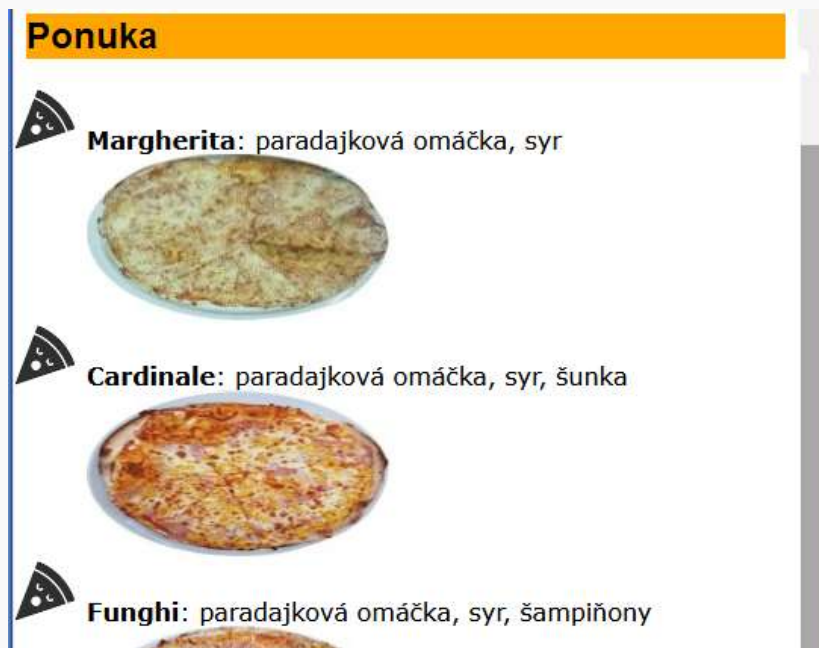 Ponuka
Margherita: paradajková omáčka, syr
Cardinale: paradajková omáčka, syr, šunka
Funghi: paradajková omáčka, syr, šampiňony